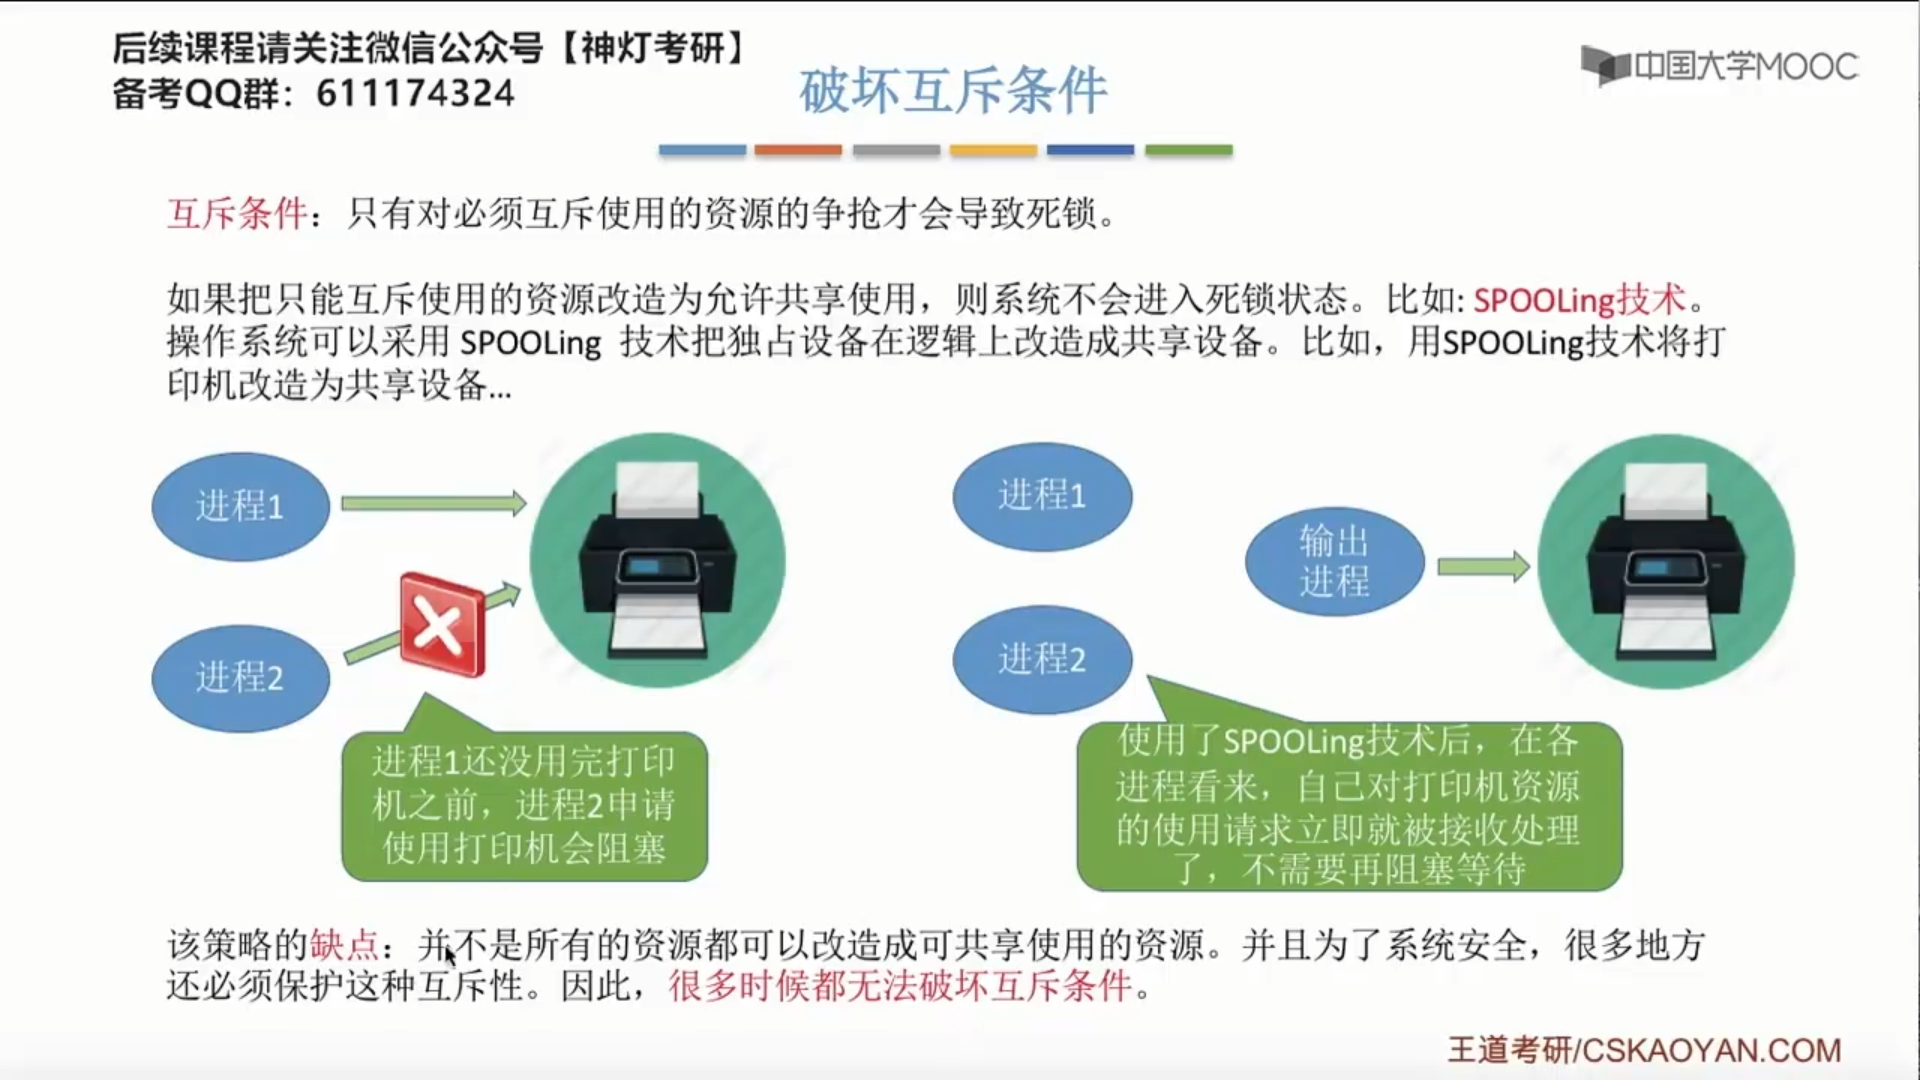 后续课程请关注微信公众号【神灯考研】
备考QQ群：611174324
中国大学MOOC
破坏互斥条件
互斥条件：只有对必须互斥使用的资源的争抢才会导致死锁。
如果把只能互斥使用的资源改造为允许共享使用，则系统不会进入死锁状态。比如: SPOOLing技术。
操作系统可以采用 SPOOLing 技术把独占设备在逻辑上改造成共享设备。比如，用SPOOLing技术将打
印机改造为共享设备...
进程1
进程2
进程1还没用完打印
机之前，进程2申请
使用打印机会阻塞
进程1
进程2
输出
进程
使用了SPOOLing技术后，在各
进程看来，自己对打印机资源
的使用请求立即就被接收处理
了，不需要再阻塞等待
该策略的缺点：并不是所有的资源都可以改造成可共享使用的资源。并且为了系统安全，很多地方
还必须保护这种互斥性。因此，很多时候都无法破坏互斥条件。
王道考研/CSKAOYAN.COM